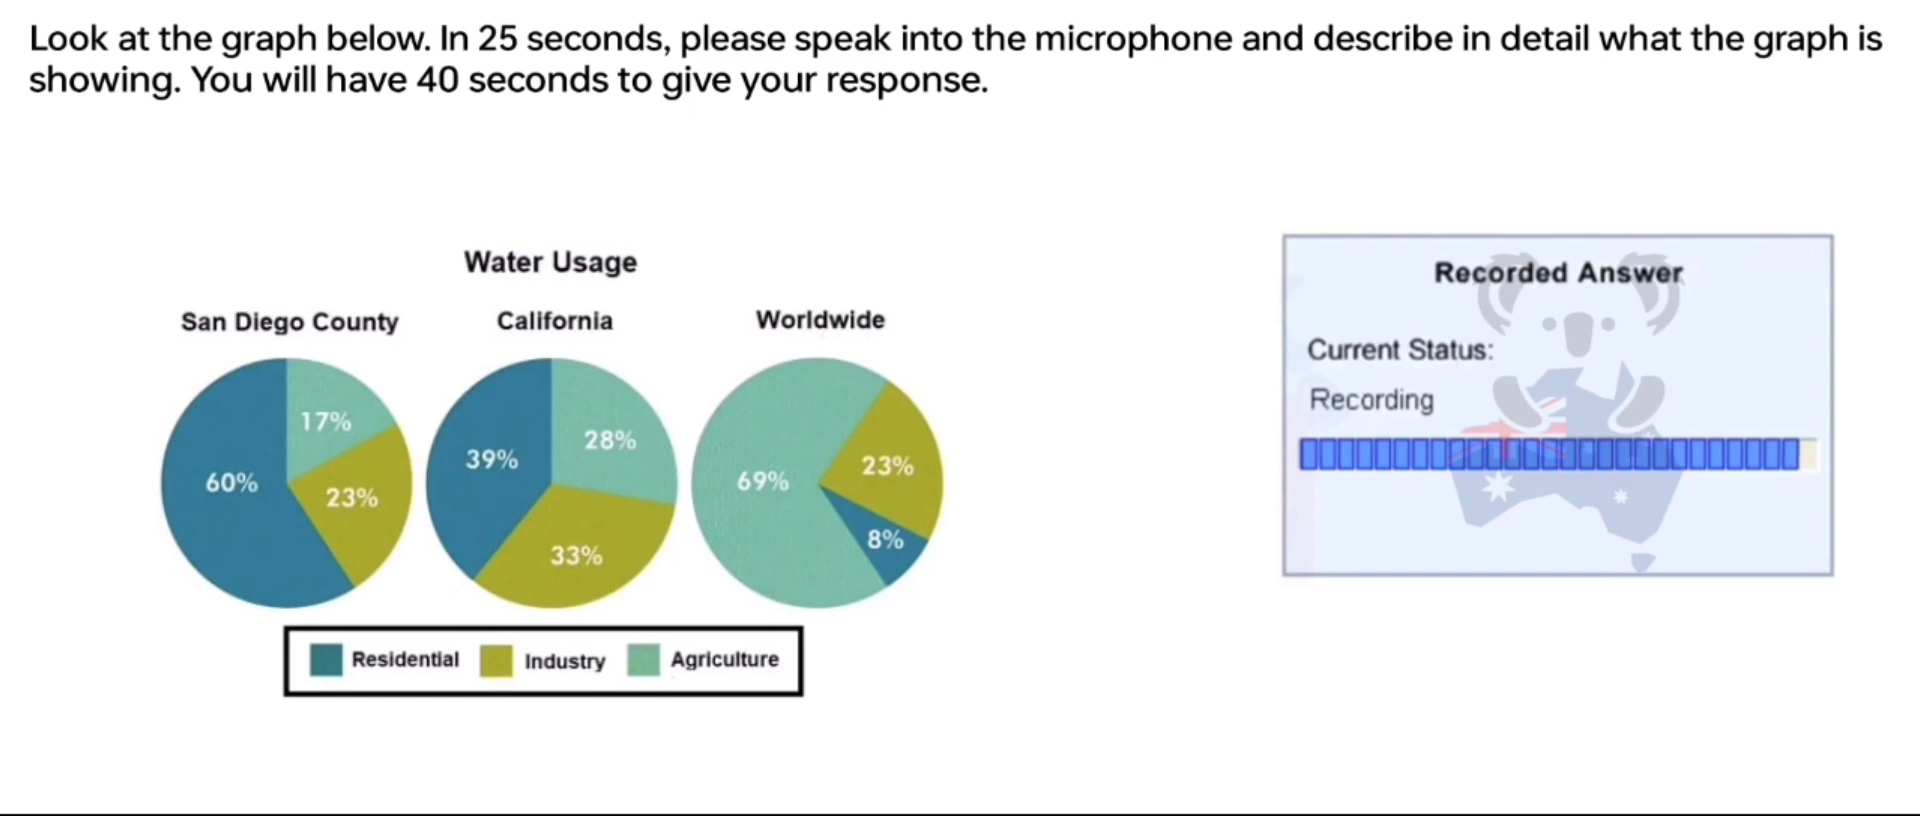 Look at the graph below. In 25 seconds, please speak into the microphone and describe in detail what the graph is
showing. You will have 40 seconds to give your response.
Water Usage
San Diego County
California
Worldwide
17%
60%
23%
39%
28%
33%
69%
23%
8%
Residential
Industry
Agriculture
Recorded Answer
Current Status:
Recording